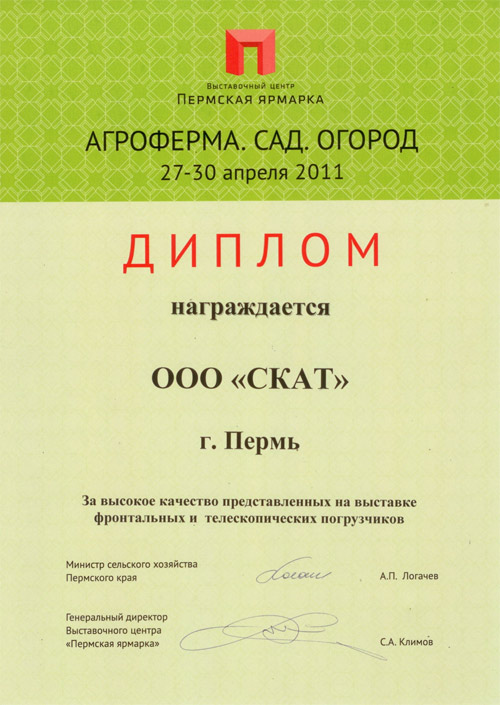 Выставочный центр
Пермская ярмарка
АГРОФЕРМА. САД. ОГОРОД
27-30 апреля 2011
ДИПЛОМ
награждается
ООО «СКАТ»
г. Пермь
За высокое качество представленных на выставке
фронтальных и телескопических погрузчиков
Министр сельского хозяйства
Пермского края
А.П. Логачев
Генеральный директор
Выставочного центра
«Пермская ярмарка»
С.А. Климов